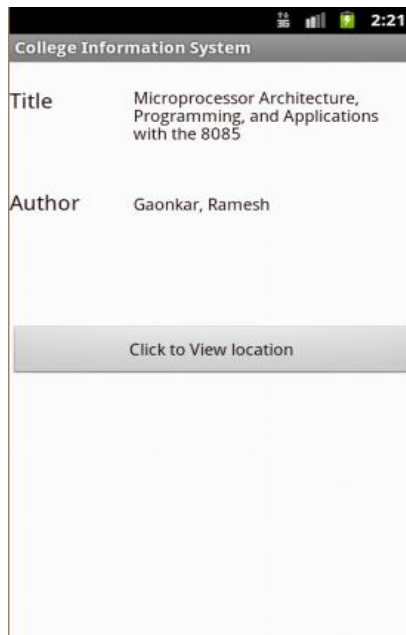 3G 2:21
College Information System
Title
Microprocessor Architecture,
Programming, and Applications
with the 8085
Author
Gaonkar, Ramesh
Click to View location